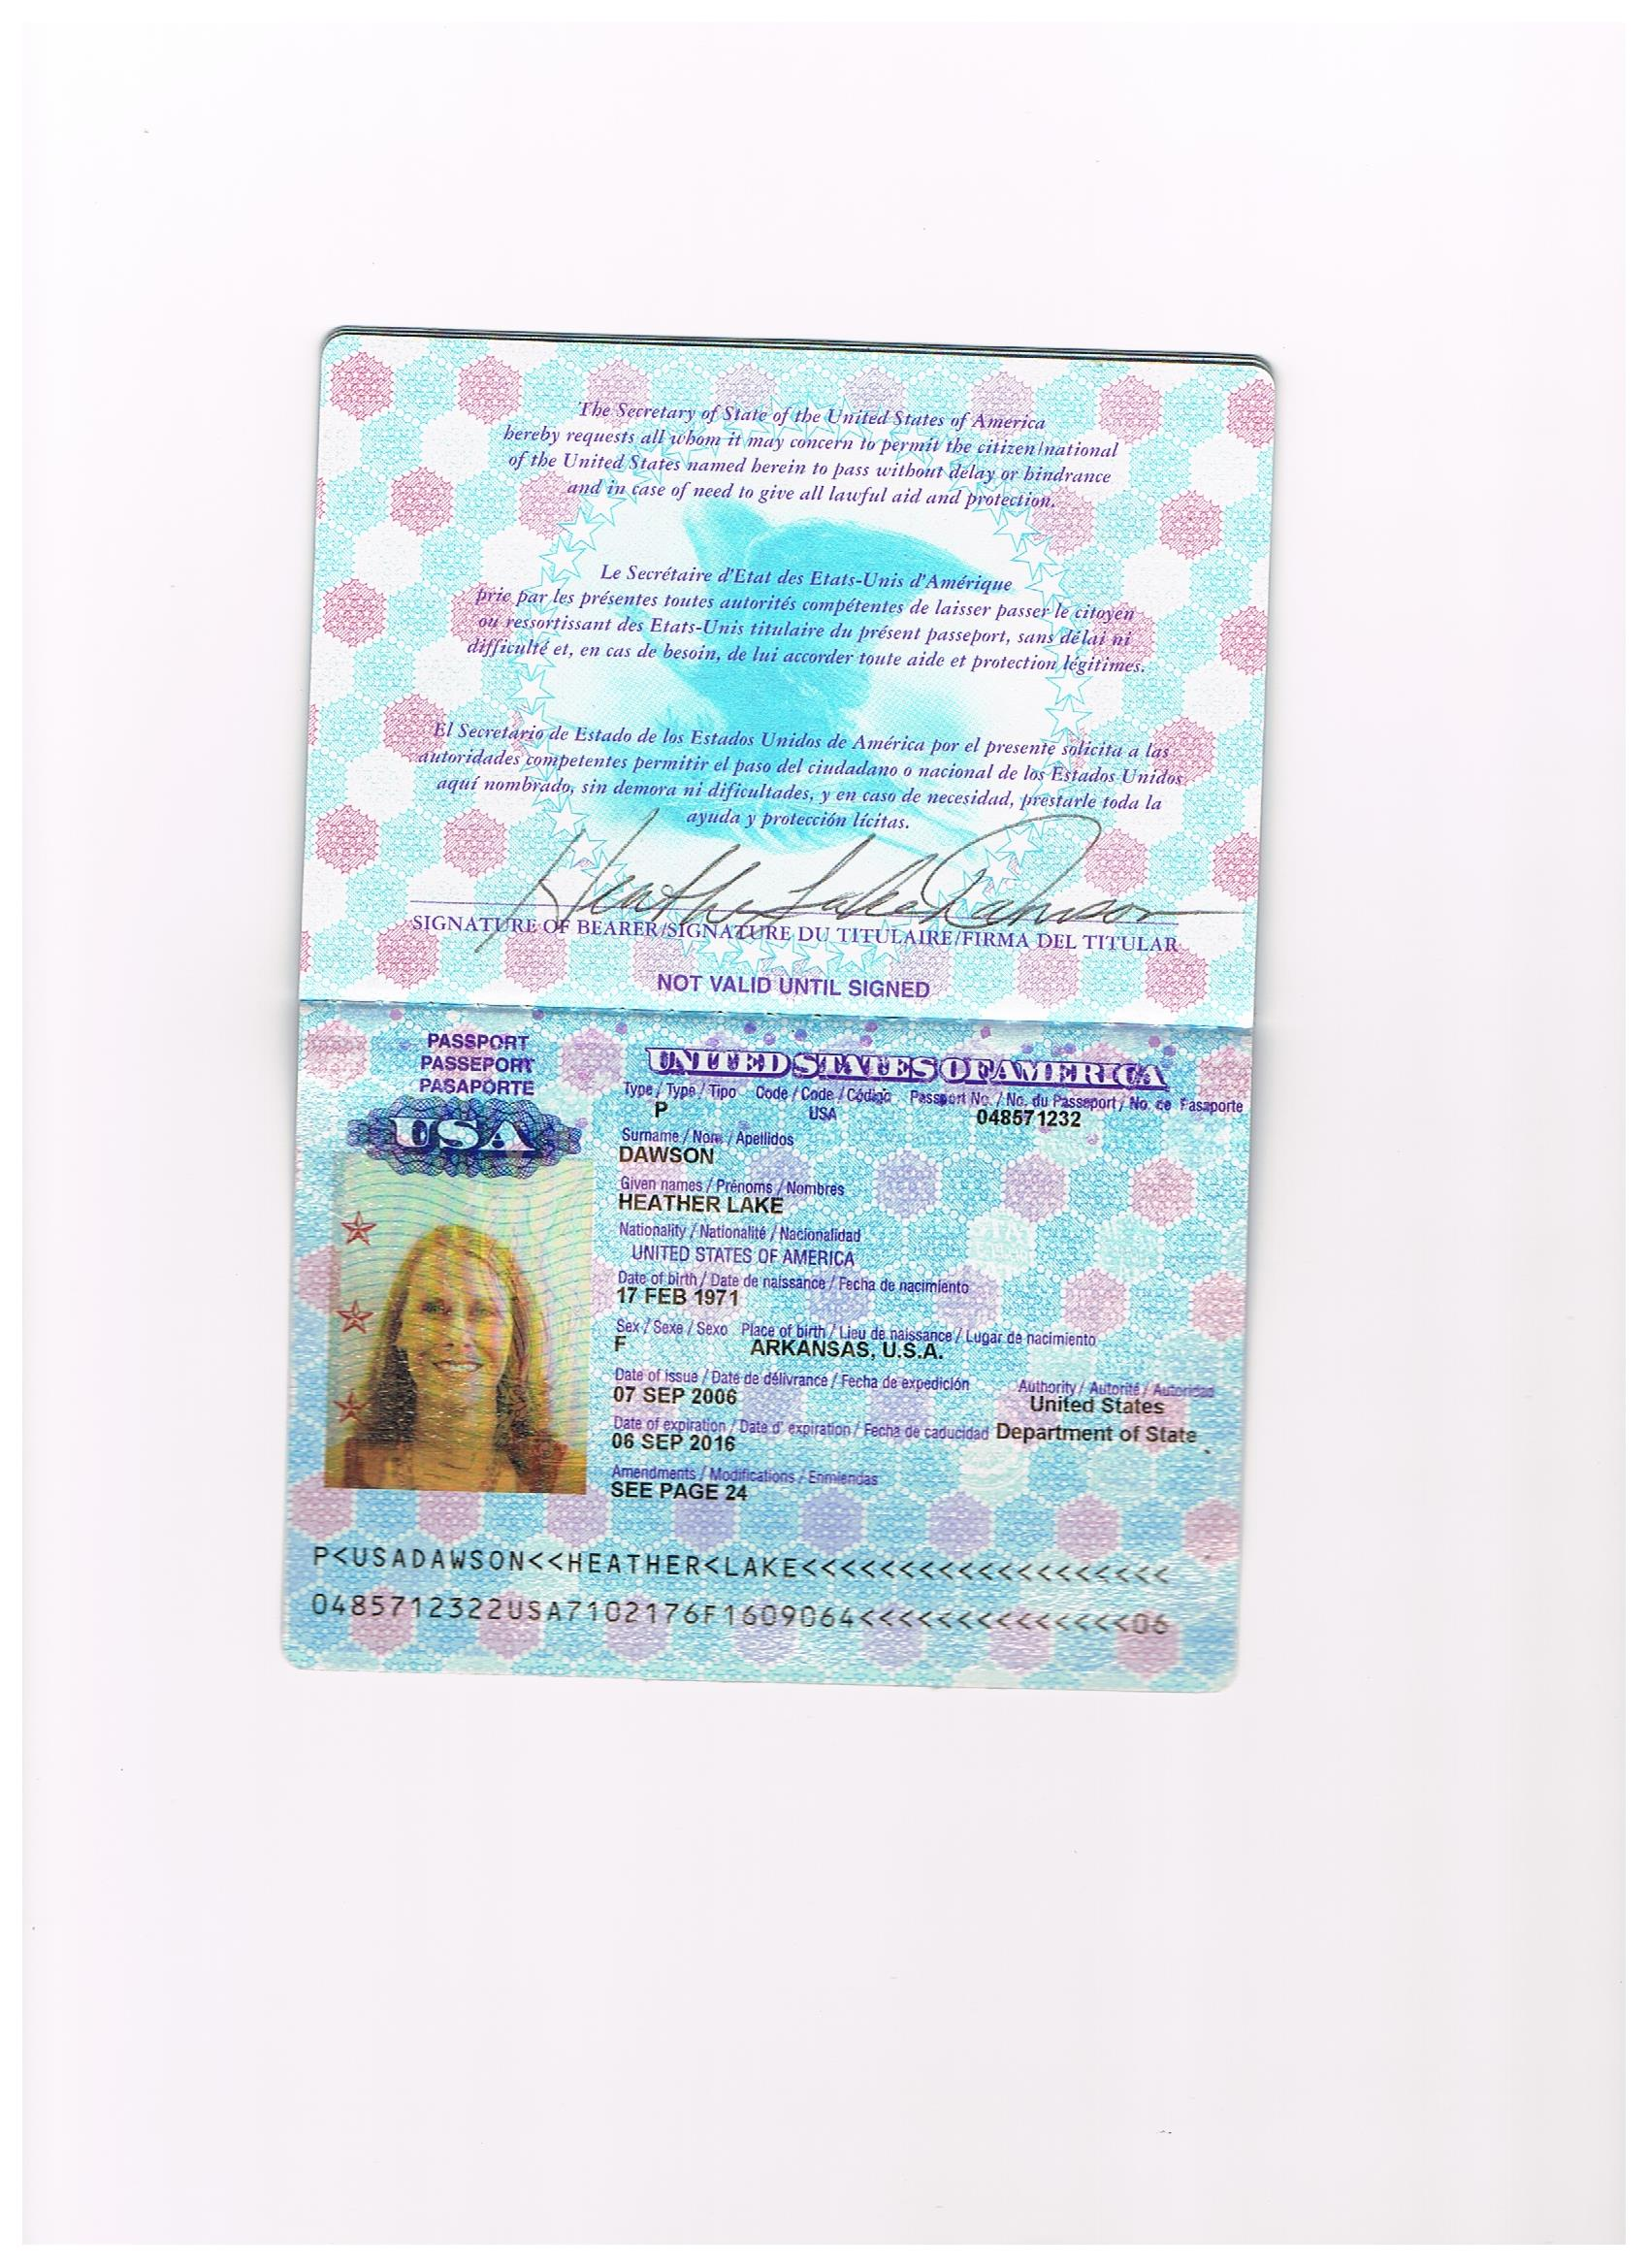 The Secretary of State of the United States of America
hereby requests all whom it may concern to permit the citizen/national
of the United States named herein to pass without delay or hindrance
and in case of need to give all lawful aid and protection.
Le Secrétaire d'Etat des Etats-Unis d'Amérique
prie par les présentes toutes autorités compétentes de laisser passer le citoyen
ou ressortissant des Etats-Unis titulaire du présent passeport, sans délai ni
difficulté et, en cas de besoin, de lui accorder toute aide et protection légitimes.
El Secretario de Estado de los Estados Unidos de América por el presente solicita a las
autoridades competentes permitir el paso del ciudadano o nacional de los Estados Unidos
aquí nombrado, sin demora ni dificultades, y en caso de necesidad, prestarle toda la
ayuda y protección lícitas.
Heather Lake Dawson
SIGNATURE OF BEARER/SIGNATURE DU TITULAIRE/FIRMA DEL TITULAR
NOT VALID UNTIL SIGNED
PASSPORT
PASSEPORT
PASAPORTE
USA
UNITED STATES OF AMERICA
Type / Type / Tipo Code / Code / Código Passport No. / No. du Passeport / No. de Pasaporte
P USA 048571232
Surname / Nom / Apellidos
DAWSON
Given names / Prénoms / Nombres
HEATHER LAKE
Nationality / Nationalité / Nacionalidad
UNITED STATES OF AMERICA
Date of birth / Date de naissance / Fecha de nacimiento
17 FEB 1971
Sex / Sexe / Sexo Place of birth / Lieu de naissance / Lugar de nacimiento
F ARKANSAS, U.S.A.
Date of issue / Date de délivrance / Fecha de expedición Authority / Autorité / Autoridad
07 SEP 2006 United States
Date of expiration / Date d' expiration / Fecha de caducidad Department of State
06 SEP 2016
Amendments / Modifications / Enmiendas
SEE PAGE 24
P<USADAWSON<<HEATHER<LAKE<<<<<<<<<<<<<<<<<<<
0485712322USA7102176F1609064<<<<<<<<<<<<<<06